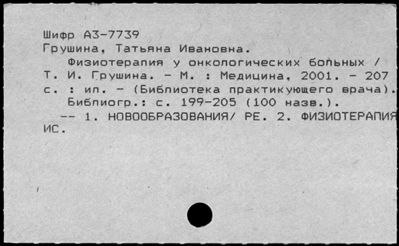 Шифр А3-7739
Грушина, Татьяна Ивановна.
Физиотерапия у онкологических больных /
Т. И. Грушина. - М. : Медицина, 2001. - 207
с. : ил. - (Библиотека практикующего врача).
Библиогр.: с. 199-205 (100 назв.).
-- 1. НОВООБРАЗОВАНИЯ/ РЕ. 2. ФИЗИОТЕРАПИЯ
ИС.